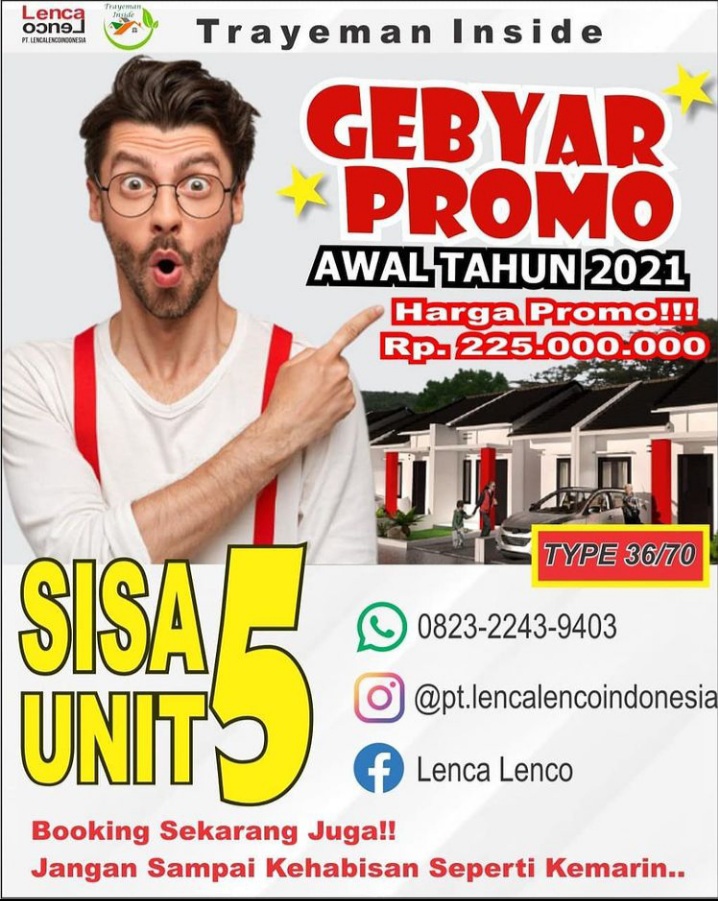 Lenca
Lenco
PT. LENCALENCOINDONESIA
Trayeman
Inside
Trayeman Inside
GEBYAR
PROMO
AWAL TAHUN 2021
Harga Promo!!!
Rp. 225.000.000
TYPE 36/70
SISA 5
UNIT
0823-2243-9403
@pt.lencalencoindonesia
Lenca Lenco
Booking Sekarang Juga!!
Jangan Sampai Kehabisan Seperti Kemarin..